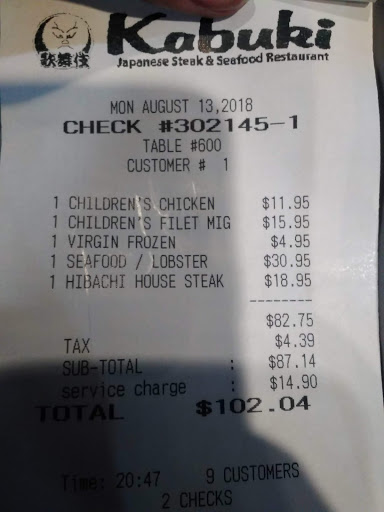 歌舞伎
Kabuki
Japanese Steak & Seafood Restaurant
MON AUGUST 13,2018
CHECK #302145-1
TABLE #600
CUSTOMER # 1
1 CHILDREN'S CHICKEN $11.95
1 CHILDREN'S FILET MIG $15.95
1 VIRGIN FROZEN $4.95
1 SEAFOOD / LOBSTER $30.95
1 HIBACHI HOUSE STEAK $18.95
--------
$82.75
TAX $4.39
SUB-TOTAL : $87.14
service charge : $14.90
TOTAL $102.04
Time: 20:47 9 CUSTOMERS
2 CHECKS